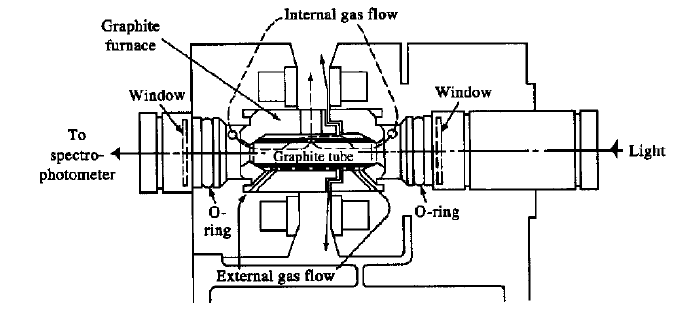 Internal gas flow
Graphite
furnace
Window
Window
To
spectro-
photometer
Graphite tube
Light
O-
ring
O-ring
External gas flow